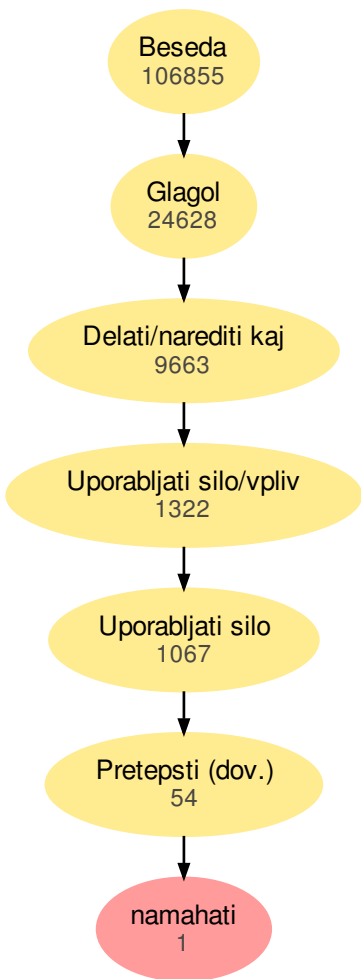 Beseda
106855
Glagol
24628
Delati/narediti kaj
9663
Uporabljati silo/vpliv
1322
Uporabljati silo
1067
Pretepsti (dov.)
54
namahati
1